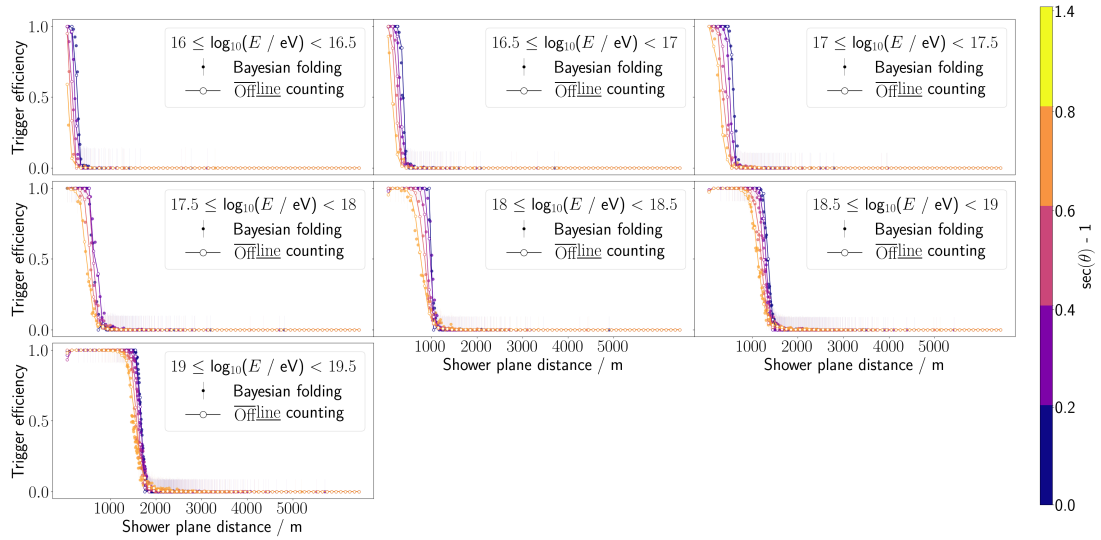 Trigger efficiency
1.0
0.5
0.0
16 ≤ log₁₀(E / eV) < 16.5
Bayesian folding
Offline counting
16.5 ≤ log₁₀(E / eV) < 17
Bayesian folding
Offline counting
17 ≤ log₁₀(E / eV) < 17.5
Bayesian folding
Offline counting
Trigger efficiency
1.0
0.5
0.0
17.5 ≤ log₁₀(E / eV) < 18
Bayesian folding
Offline counting
18 ≤ log₁₀(E / eV) < 18.5
Bayesian folding
Offline counting
1000 2000 3000 4000 5000
Shower plane distance / m
18.5 ≤ log₁₀(E / eV) < 19
Bayesian folding
Offline counting
1000 2000 3000 4000 5000
Shower plane distance / m
Trigger efficiency
1.0
0.5
0.0
19 ≤ log₁₀(E / eV) < 19.5
Bayesian folding
Offline counting
1000 2000 3000 4000 5000
Shower plane distance / m
1.4
0.8
0.6
0.4
0.2
0.0
sec(θ) - 1